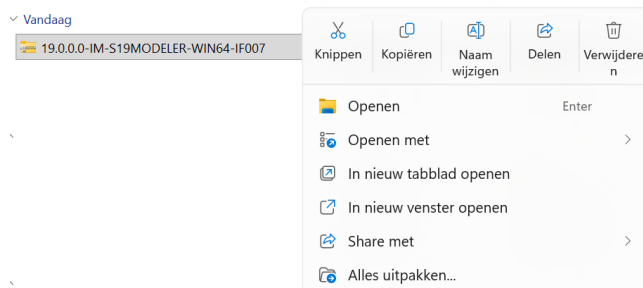 Vandaag
19.0.0.0-IM-S19MODELER-WIN64-IF007
Knippen
Kopiëren
Naam
wijzigen
Delen
Verwijdere
n
Openen Enter
Openen met
In nieuw tabblad openen
In nieuw venster openen
Share met
Alles uitpakken...